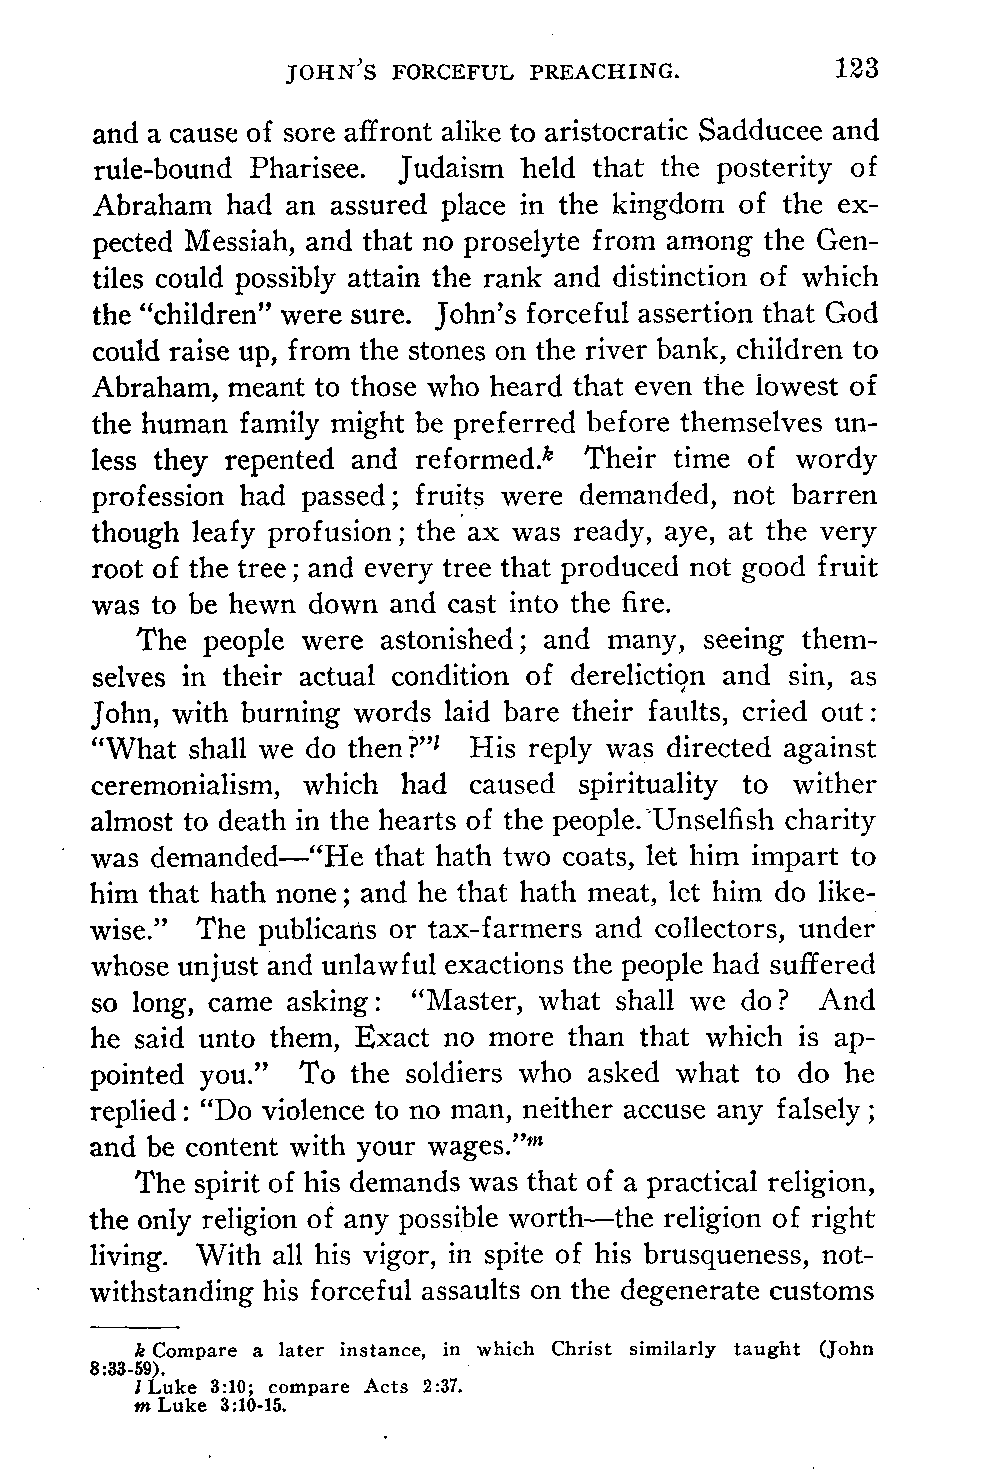 JOHN'S FORCEFUL PREACHING. 123
and a cause of sore affront alike to aristocratic Sadducee and
rule-bound Pharisee. Judaism held that the posterity of
Abraham had an assured place in the kingdom of the ex-
pected Messiah, and that no proselyte from among the Gen-
tiles could possibly attain the rank and distinction of which
the “children” were sure. John's forceful assertion that God
could raise up, from the stones on the river bank, children to
Abraham, meant to those who heard that even the lowest of
the human family might be preferred before themselves un-
less they repented and reformed.k Their time of wordy
profession had passed; fruits were demanded, not barren
though leafy profusion; the ax was ready, aye, at the very
root of the tree; and every tree that produced not good fruit
was to be hewn down and cast into the fire.
The people were astonished; and many, seeing them-
selves in their actual condition of dereliction and sin, as
John, with burning words laid bare their faults, cried out:
“What shall we do then?”l His reply was directed against
ceremonialism, which had caused spirituality to wither
almost to death in the hearts of the people. Unselfish charity
was demanded—“He that hath two coats, let him impart to
him that hath none; and he that hath meat, let him do like-
wise.” The publicans or tax-farmers and collectors, under
whose unjust and unlawful exactions the people had suffered
so long, came asking: “Master, what shall we do? And
he said unto them, Exact no more than that which is ap-
pointed you.” To the soldiers who asked what to do he
replied: “Do violence to no man, neither accuse any falsely;
and be content with your wages.”m
The spirit of his demands was that of a practical religion,
the only religion of any possible worth—the religion of right
living. With all his vigor, in spite of his brusqueness, not-
withstanding his forceful assaults on the degenerate customs
k Compare a later instance, in which Christ similarly taught (John
8:33-59).
l Luke 3:10; compare Acts 2:37.
m Luke 3:10-15.